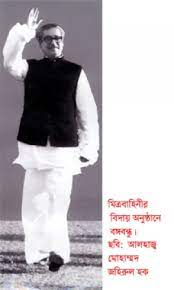 মিত্রবাহিনীর
বিদায় অনুষ্ঠানে
বঙ্গবন্ধু।
ছবি: আলহাজ্ব
মোহাম্মদ
জহিরুল হক